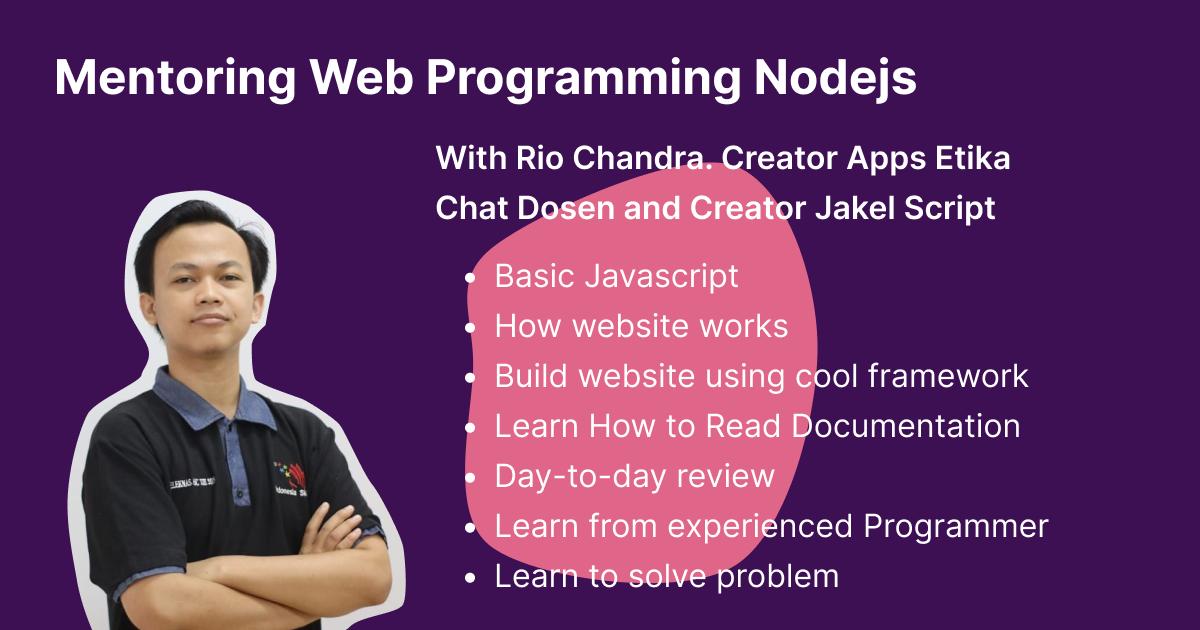 Mentoring Web Programming Nodejs
With Rio Chandra. Creator Apps Etika
Chat Dosen and Creator Jakel Script
• Basic Javascript
• How website works
• Build website using cool framework
• Learn How to Read Documentation
• Day-to-day review
• Learn from experienced Programmer
• Learn to solve problem